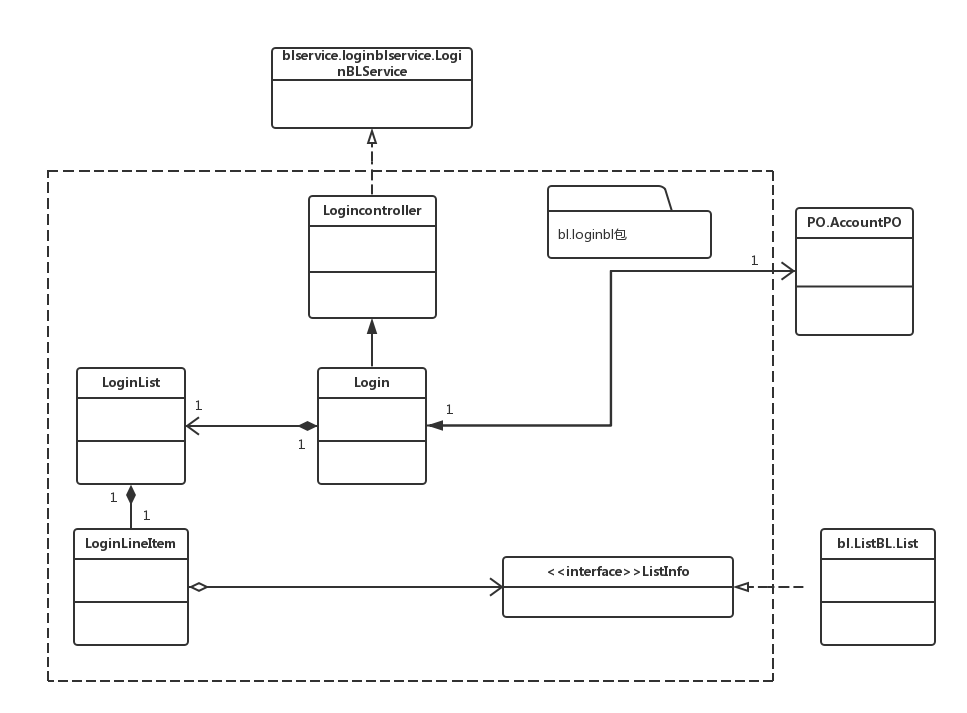 blservice.loginblservice.Logi
nBLService
Logincontroller
bl.loginbl包
PO.AccountPO
1
LoginList
1
1
Login
1
1
1
LoginLineItem
<<interface>>ListInfo
bl.ListBL.List